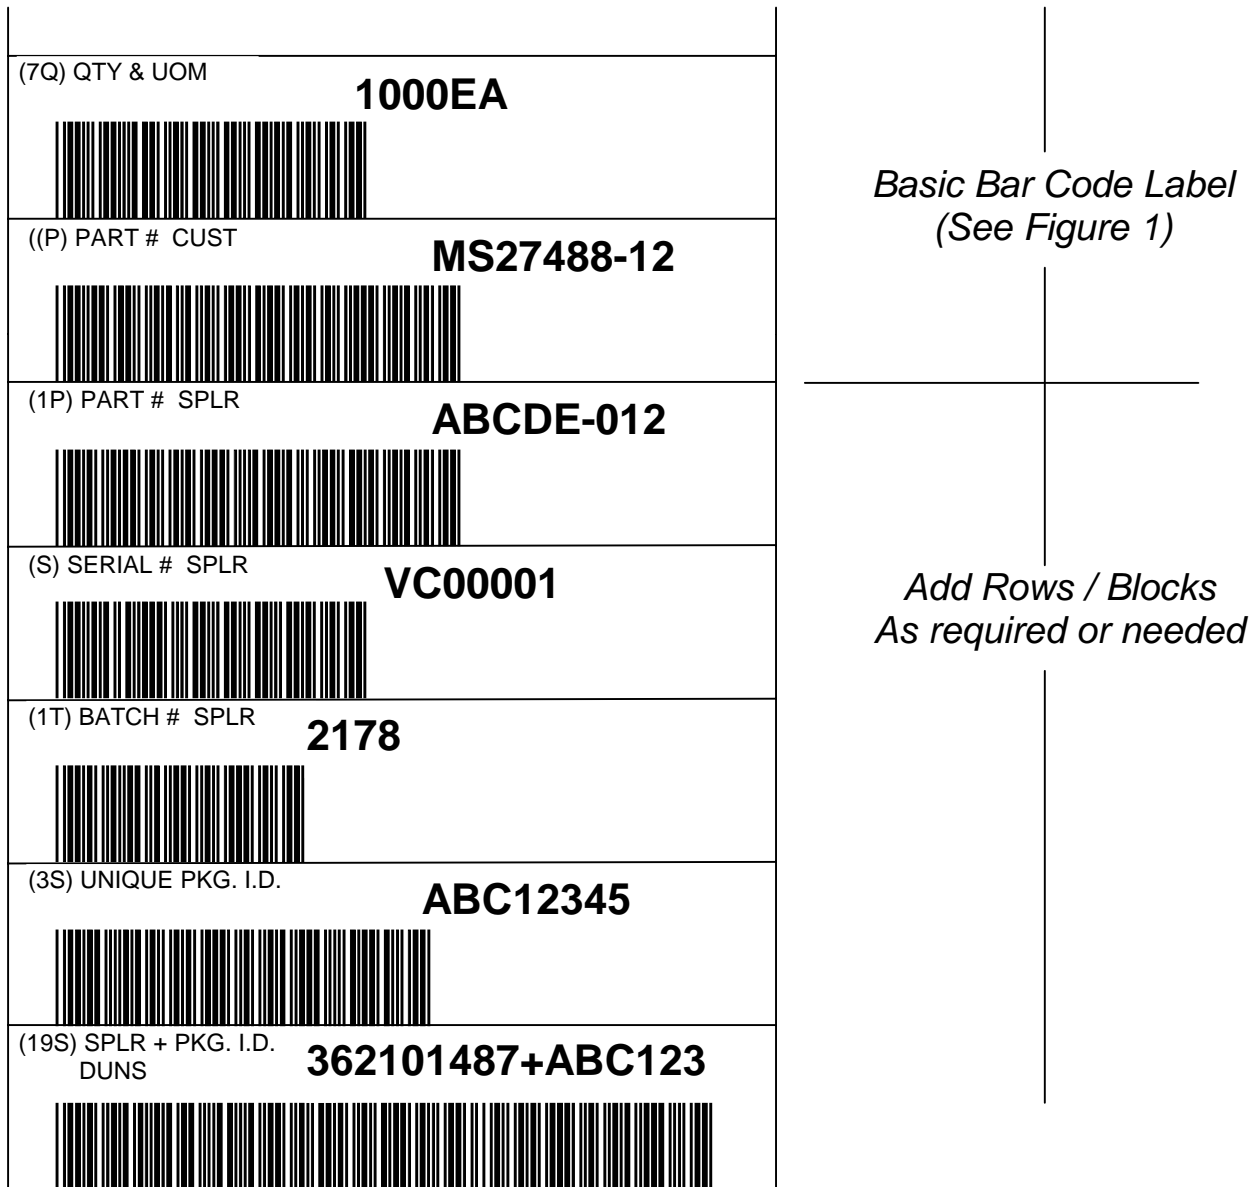 (7Q) QTY & UOM
1000EA
((P) PART #  CUST
MS27488-12
(1P) PART #  SPLR
ABCDE-012
(S) SERIAL #  SPLR
VC00001
(1T) BATCH #  SPLR
2178
(3S) UNIQUE PKG. I.D.
ABC12345
(19S) SPLR + PKG. I.D.
DUNS
362101487+ABC123
Basic Bar Code Label
(See Figure 1)
Add Rows / Blocks
As required or needed